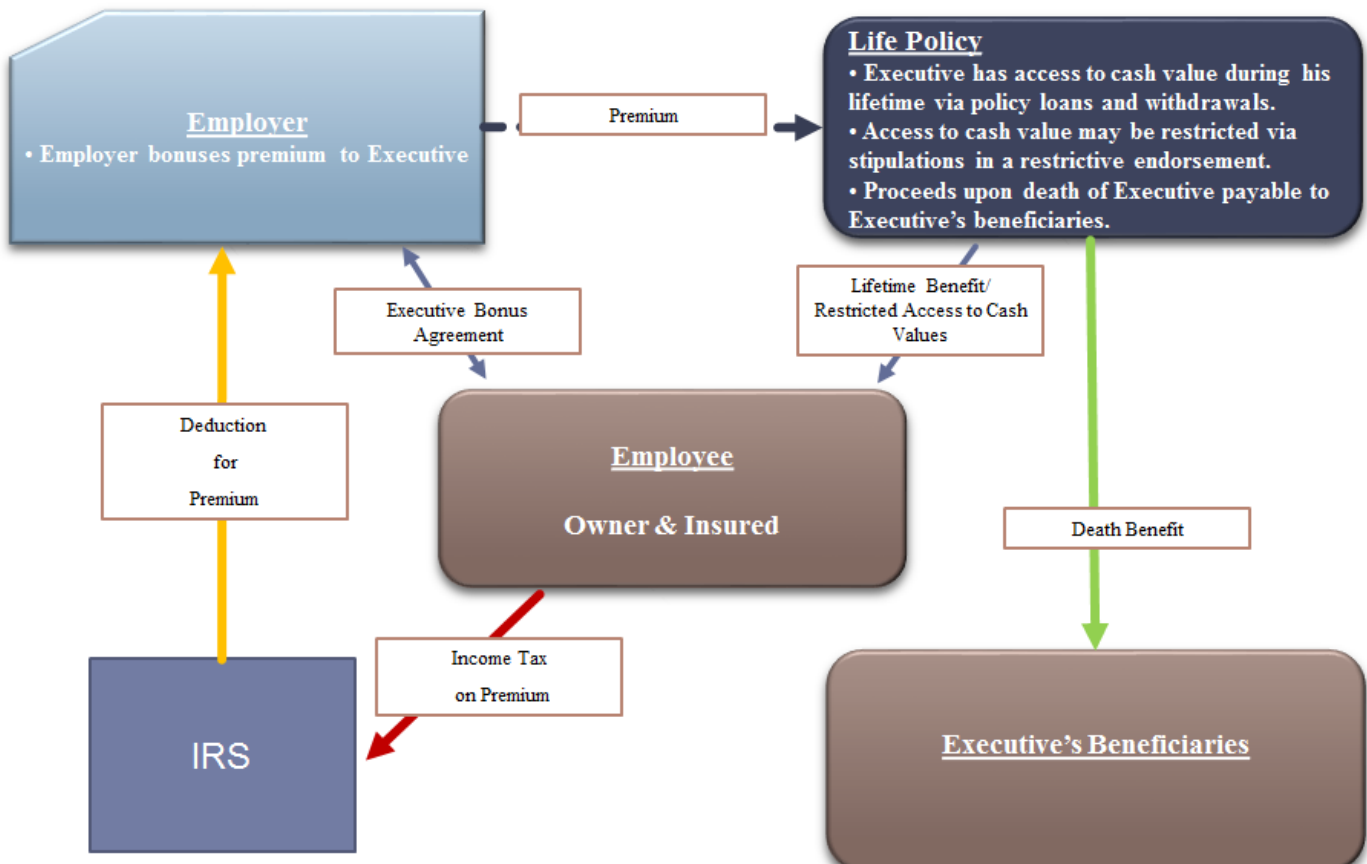 Employer
• Employer bonuses premium to Executive
Premium
Life Policy
• Executive has access to cash value during his
lifetime via policy loans and withdrawals.
• Access to cash value may be restricted via
stipulations in a restrictive endorsement.
• Proceeds upon death of Executive payable to
Executive’s beneficiaries.
Executive Bonus
Agreement
Lifetime Benefit/
Restricted Access to Cash
Values
Deduction
for
Premium
Employee
Owner & Insured
Death Benefit
Income Tax
on Premium
IRS
Executive’s Beneficiaries